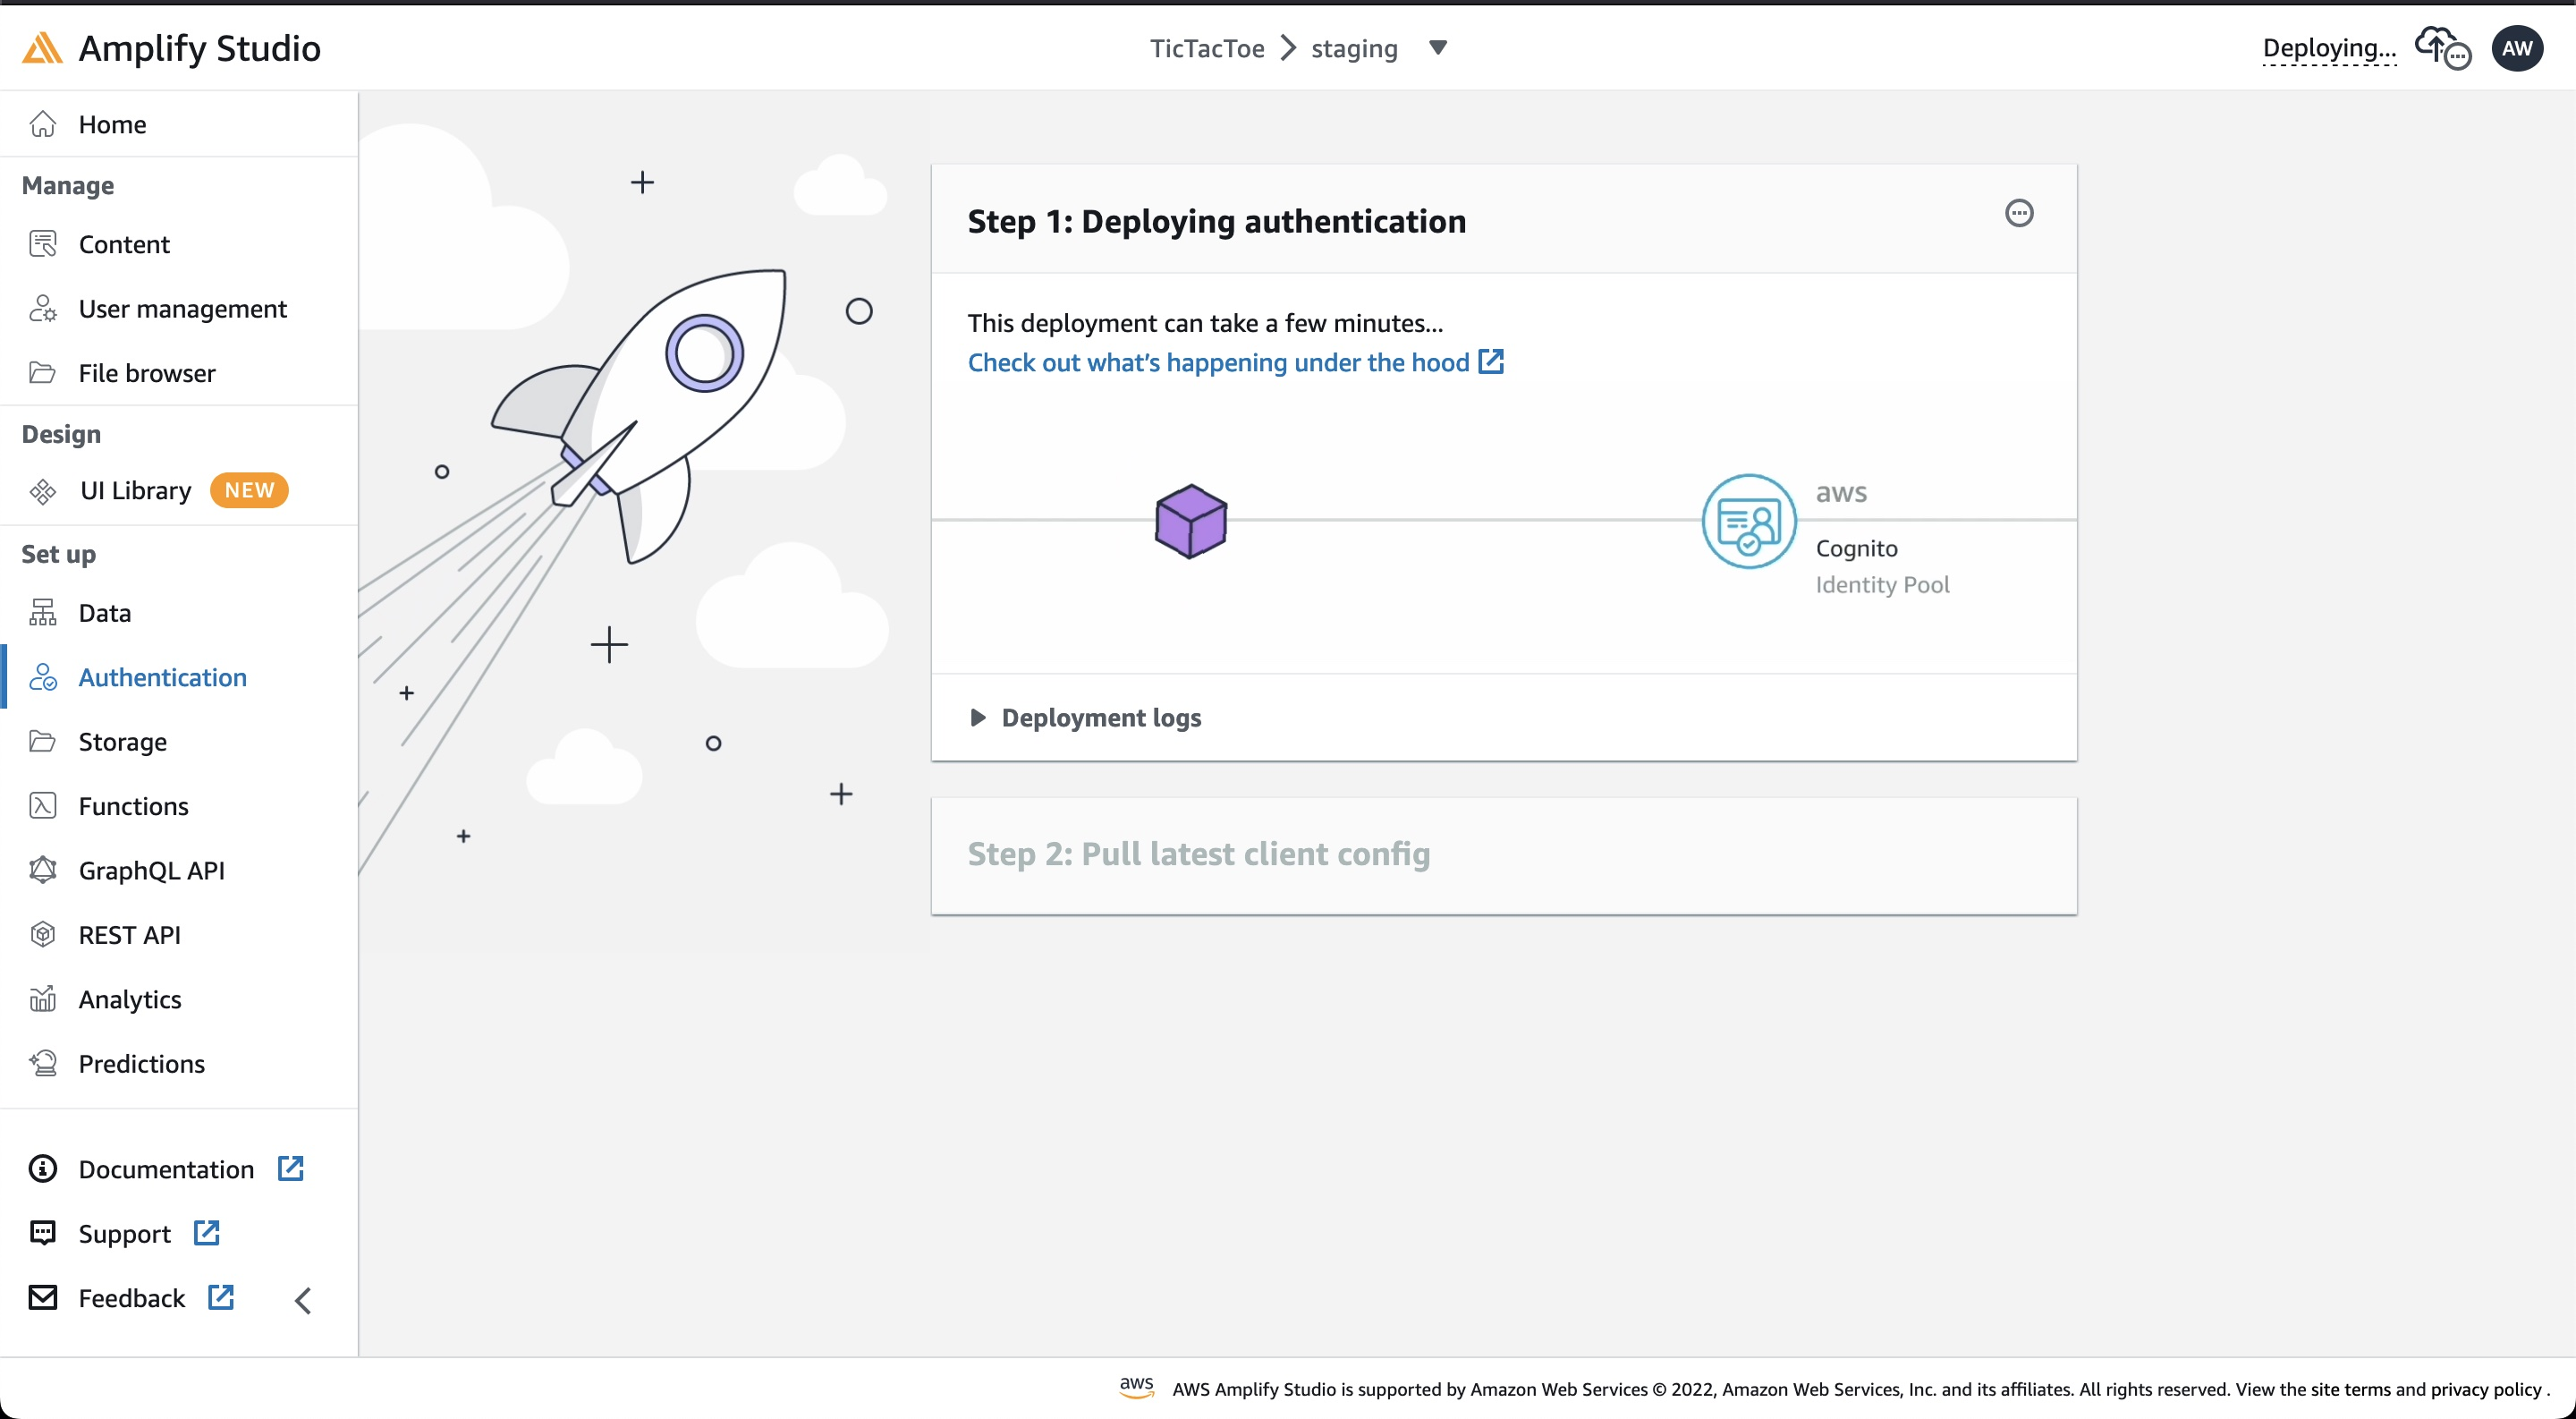 Amplify Studio
TicTacToe > staging
Deploying...
AW
Home
Manage
Content
User management
File browser
Design
UI Library NEW
Set up
Data
Authentication
Storage
Functions
GraphQL API
REST API
Analytics
Predictions
Documentation
Support
Feedback
Step 1: Deploying authentication
This deployment can take a few minutes...
Check out what's happening under the hood
aws
Cognito
Identity Pool
Deployment logs
Step 2: Pull latest client config
aws AWS Amplify Studio is supported by Amazon Web Services © 2022, Amazon Web Services, Inc. and its affiliates. All rights reserved. View the site terms and privacy policy .